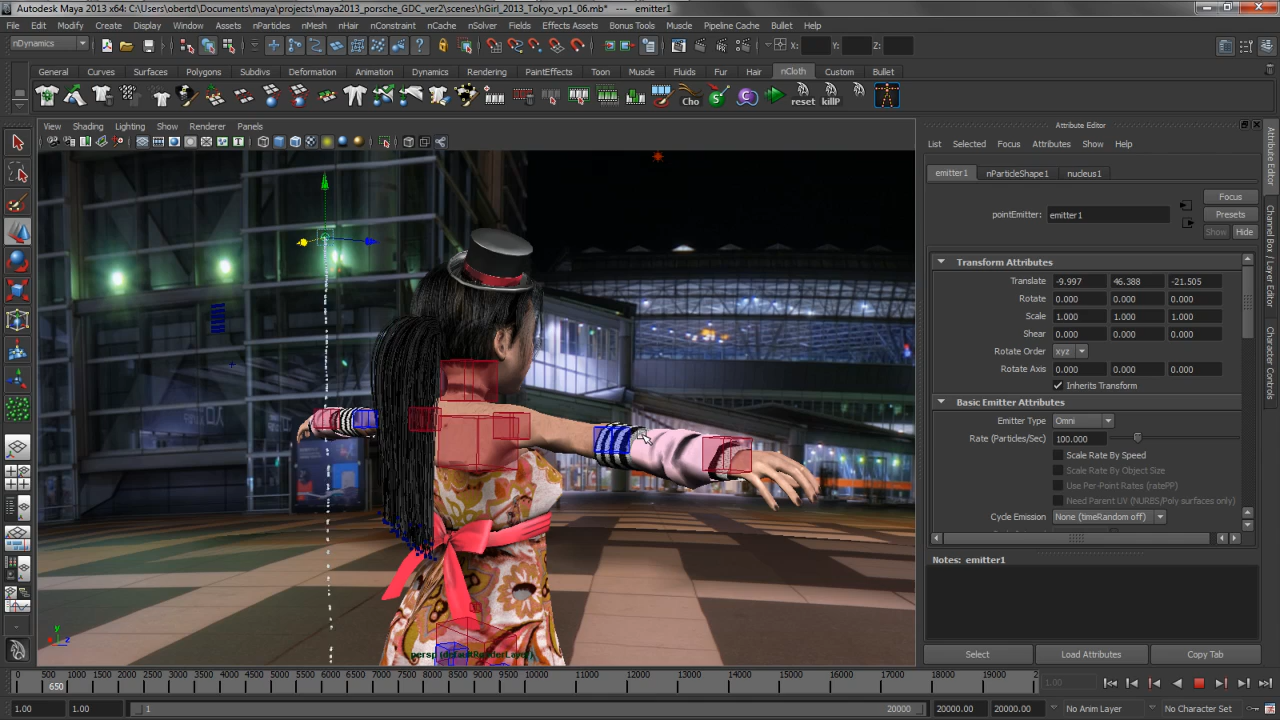 Autodesk Maya 2013 x64: C:\Users\obertd\Documents\maya\projects\maya2013_porsche_GDC_ver2\scenes\hGirl_2013_Tokyo_vp1_06.mb* --- emitter1
File Edit Modify Create Display Window Assets nParticles nMesh nHair nConstraint nCache nSolver Fields Effects Assets Bonus Tools Muscle Pipeline Cache Bullet Help
nDynamics X: Y: Z:
General Curves Surfaces Polygons Subdivs Deformation Animation Dynamics Rendering PaintEffects Toon Muscle Fluids Fur Hair nCloth Custom Bullet
Cho reset killP
View Shading Lighting Show Renderer Panels
persp (defaultRenderLayer)
y
z
Attribute Editor
List Selected Focus Attributes Show Help
emitter1 nParticleShape1 nucleus1
Focus
pointEmitter: emitter1 Presets
Show Hide
Transform Attributes
Translate -9.997 46.388 -21.505
Rotate 0.000 0.000 0.000
Scale 1.000 1.000 1.000
Shear 0.000 0.000 0.000
Rotate Order xyz
Rotate Axis 0.000 0.000 0.000
Inherits Transform
Basic Emitter Attributes
Emitter Type Omni
Rate (Particles/Sec) 100.000
Scale Rate By Speed
Scale Rate By Object Size
Use Per-Point Rates (ratePP)
Need Parent UV (NURBS/Poly surfaces only)
Cycle Emission None (timeRandom off)
Notes: emitter1
Select Load Attributes Copy Tab
Attribute Editor
Channel Box / Layer Editor
Channel Controls
0 50 1000 2000 3000 4000 5000 6000 7000 8000 9000 10000 11000 12000 13000 14000 15000 16000 17000 18000 19000 2
650
1.00
1.00 1.00 1 20000 20000.00 20000.00 No Anim Layer No Character Set